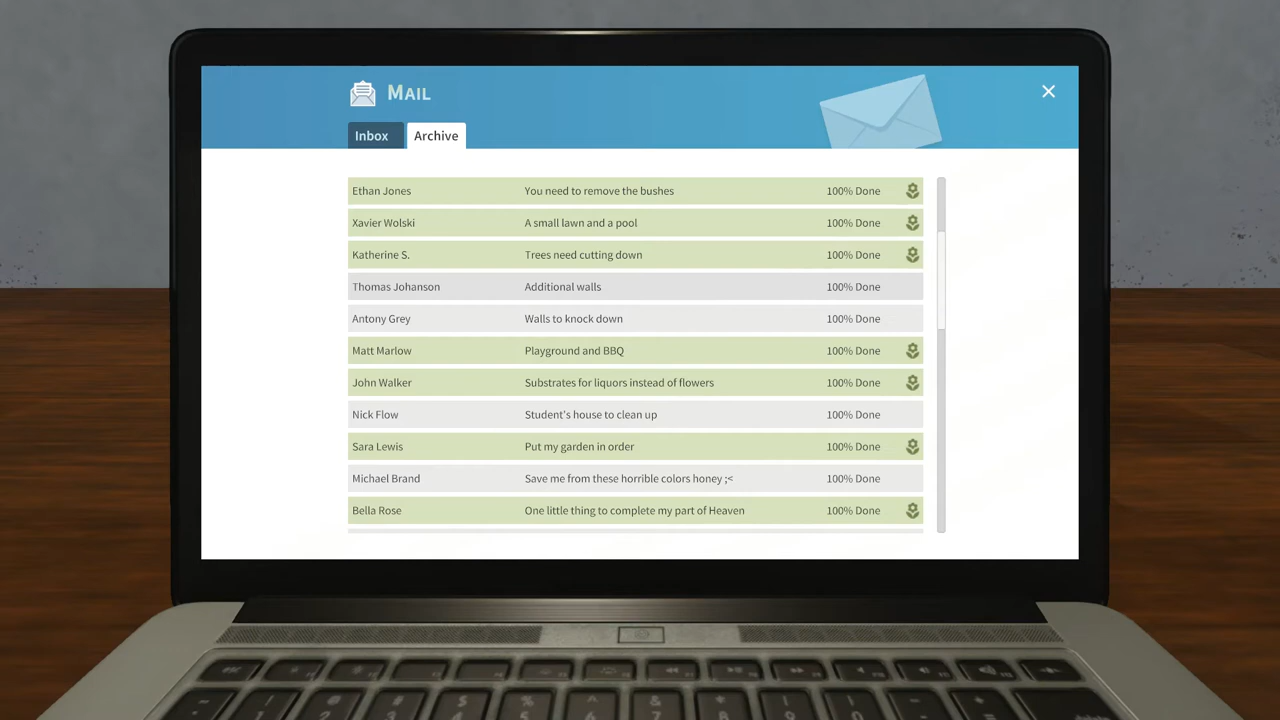 MAIL
Inbox Archive
Ethan Jones You need to remove the bushes 100% Done
Xavier Wolski A small lawn and a pool 100% Done
Katherine S. Trees need cutting down 100% Done
Thomas Johanson Additional walls 100% Done
Antony Grey Walls to knock down 100% Done
Matt Marlow Playground and BBQ 100% Done
John Walker Substrates for liquors instead of flowers 100% Done
Nick Flow Student's house to clean up 100% Done
Sara Lewis Put my garden in order 100% Done
Michael Brand Save me from these horrible colors honey ;< 100% Done
Bella Rose One little thing to complete my part of Heaven 100% Done